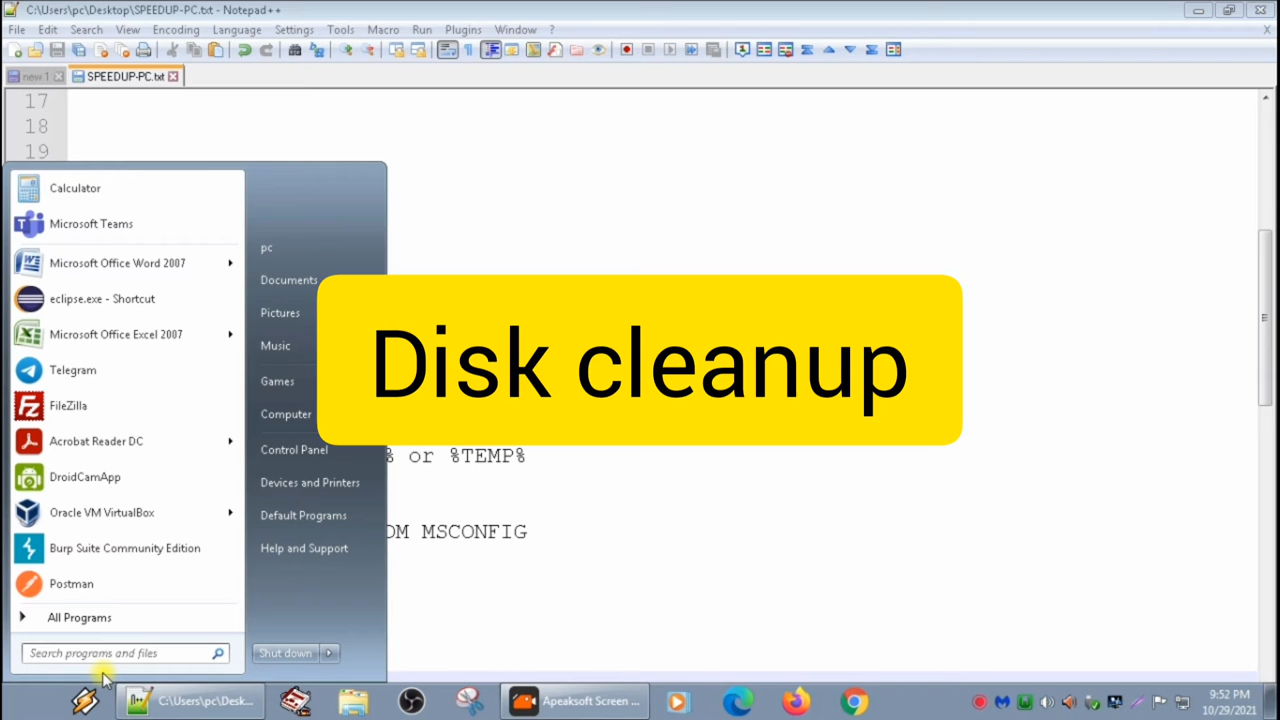 C:\Users\pc\Desktop\SPEEDUP-PC.txt - Notepad++
File Edit Search View Encoding Language Settings Tools Macro Run Plugins Window ? X
new 1 SPEEDUP-PC.txt
17
18
19
Calculator
Microsoft Teams
Microsoft Office Word 2007
eclipse.exe - Shortcut
Microsoft Office Excel 2007
Telegram
FileZilla
Acrobat Reader DC
DroidCamApp
Oracle VM VirtualBox
Burp Suite Community Edition
Postman
All Programs
Search programs and files
pc
Documents
Pictures
Music
Games
Computer
Control Panel
Devices and Printers
Default Programs
Help and Support
Shut down
Disk cleanup
% or %TEMP%
OM MSCONFIG
C:\Users\pc\Desk...
Apeaksoft Screen ...
9:52 PM
10/29/2021